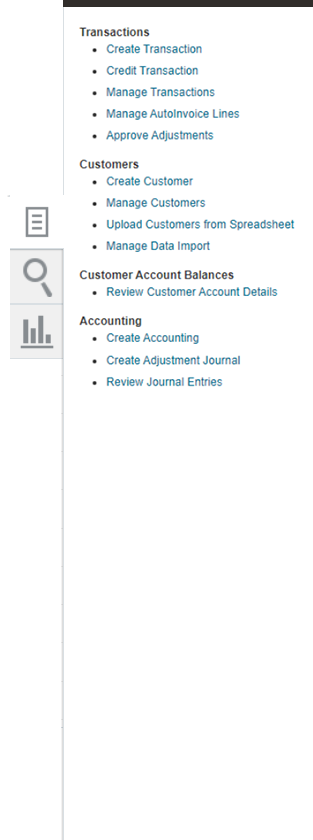 Transactions
Create Transaction
Credit Transaction
Manage Transactions
Manage AutoInvoice Lines
Approve Adjustments
Customers
Create Customer
Manage Customers
Upload Customers from Spreadsheet
Manage Data Import
Customer Account Balances
Review Customer Account Details
Accounting
Create Accounting
Create Adjustment Journal
Review Journal Entries